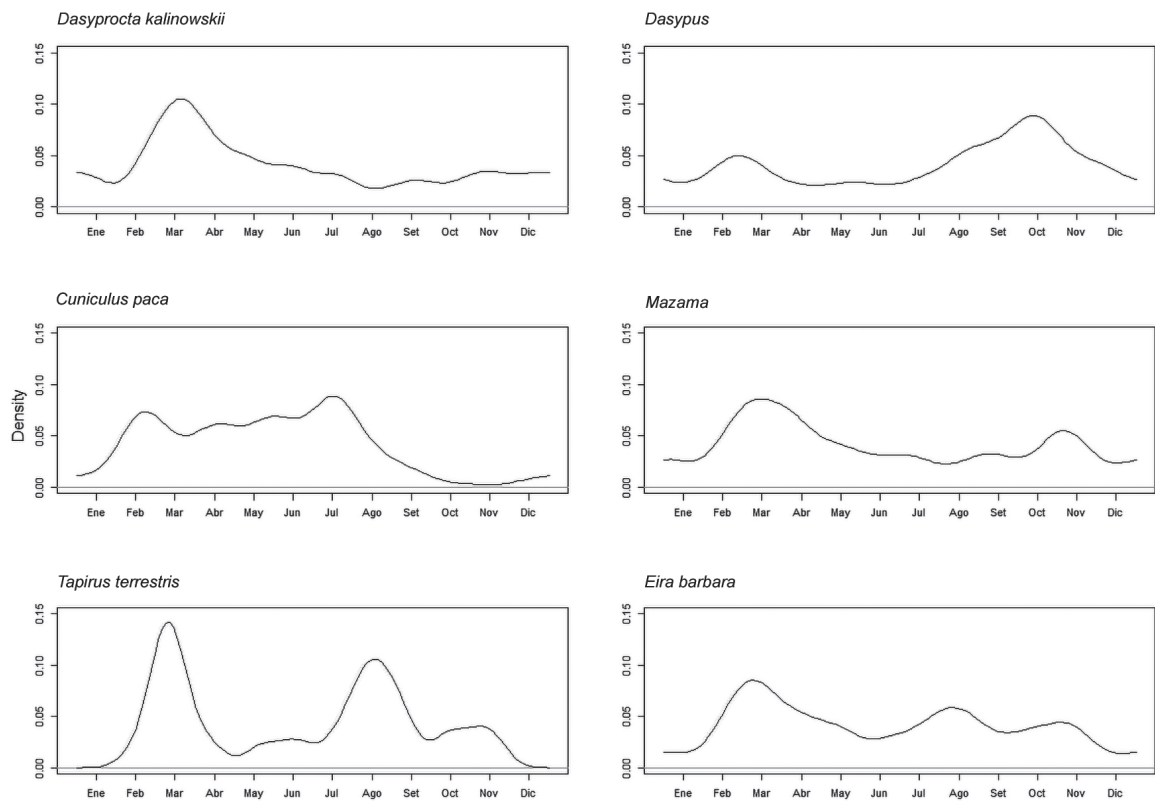 Dasyprocta kalinowskii
0.15
0.10
0.05
0.00
Ene Feb Mar Abr May Jun Jul Ago Set Oct Nov Dic
Dasypus
0.15
0.10
0.05
0.00
Ene Feb Mar Abr May Jun Jul Ago Set Oct Nov Dic
Cuniculus paca
Density
0.15
0.10
0.05
0.00
Ene Feb Mar Abr May Jun Jul Ago Set Oct Nov Dic
Mazama
0.15
0.10
0.05
0.00
Ene Feb Mar Abr May Jun Jul Ago Set Oct Nov Dic
Tapirus terrestris
0.15
0.10
0.05
0.00
Ene Feb Mar Abr May Jun Jul Ago Set Oct Nov Dic
Eira barbara
0.15
0.10
0.05
0.00
Ene Feb Mar Abr May Jun Jul Ago Set Oct Nov Dic